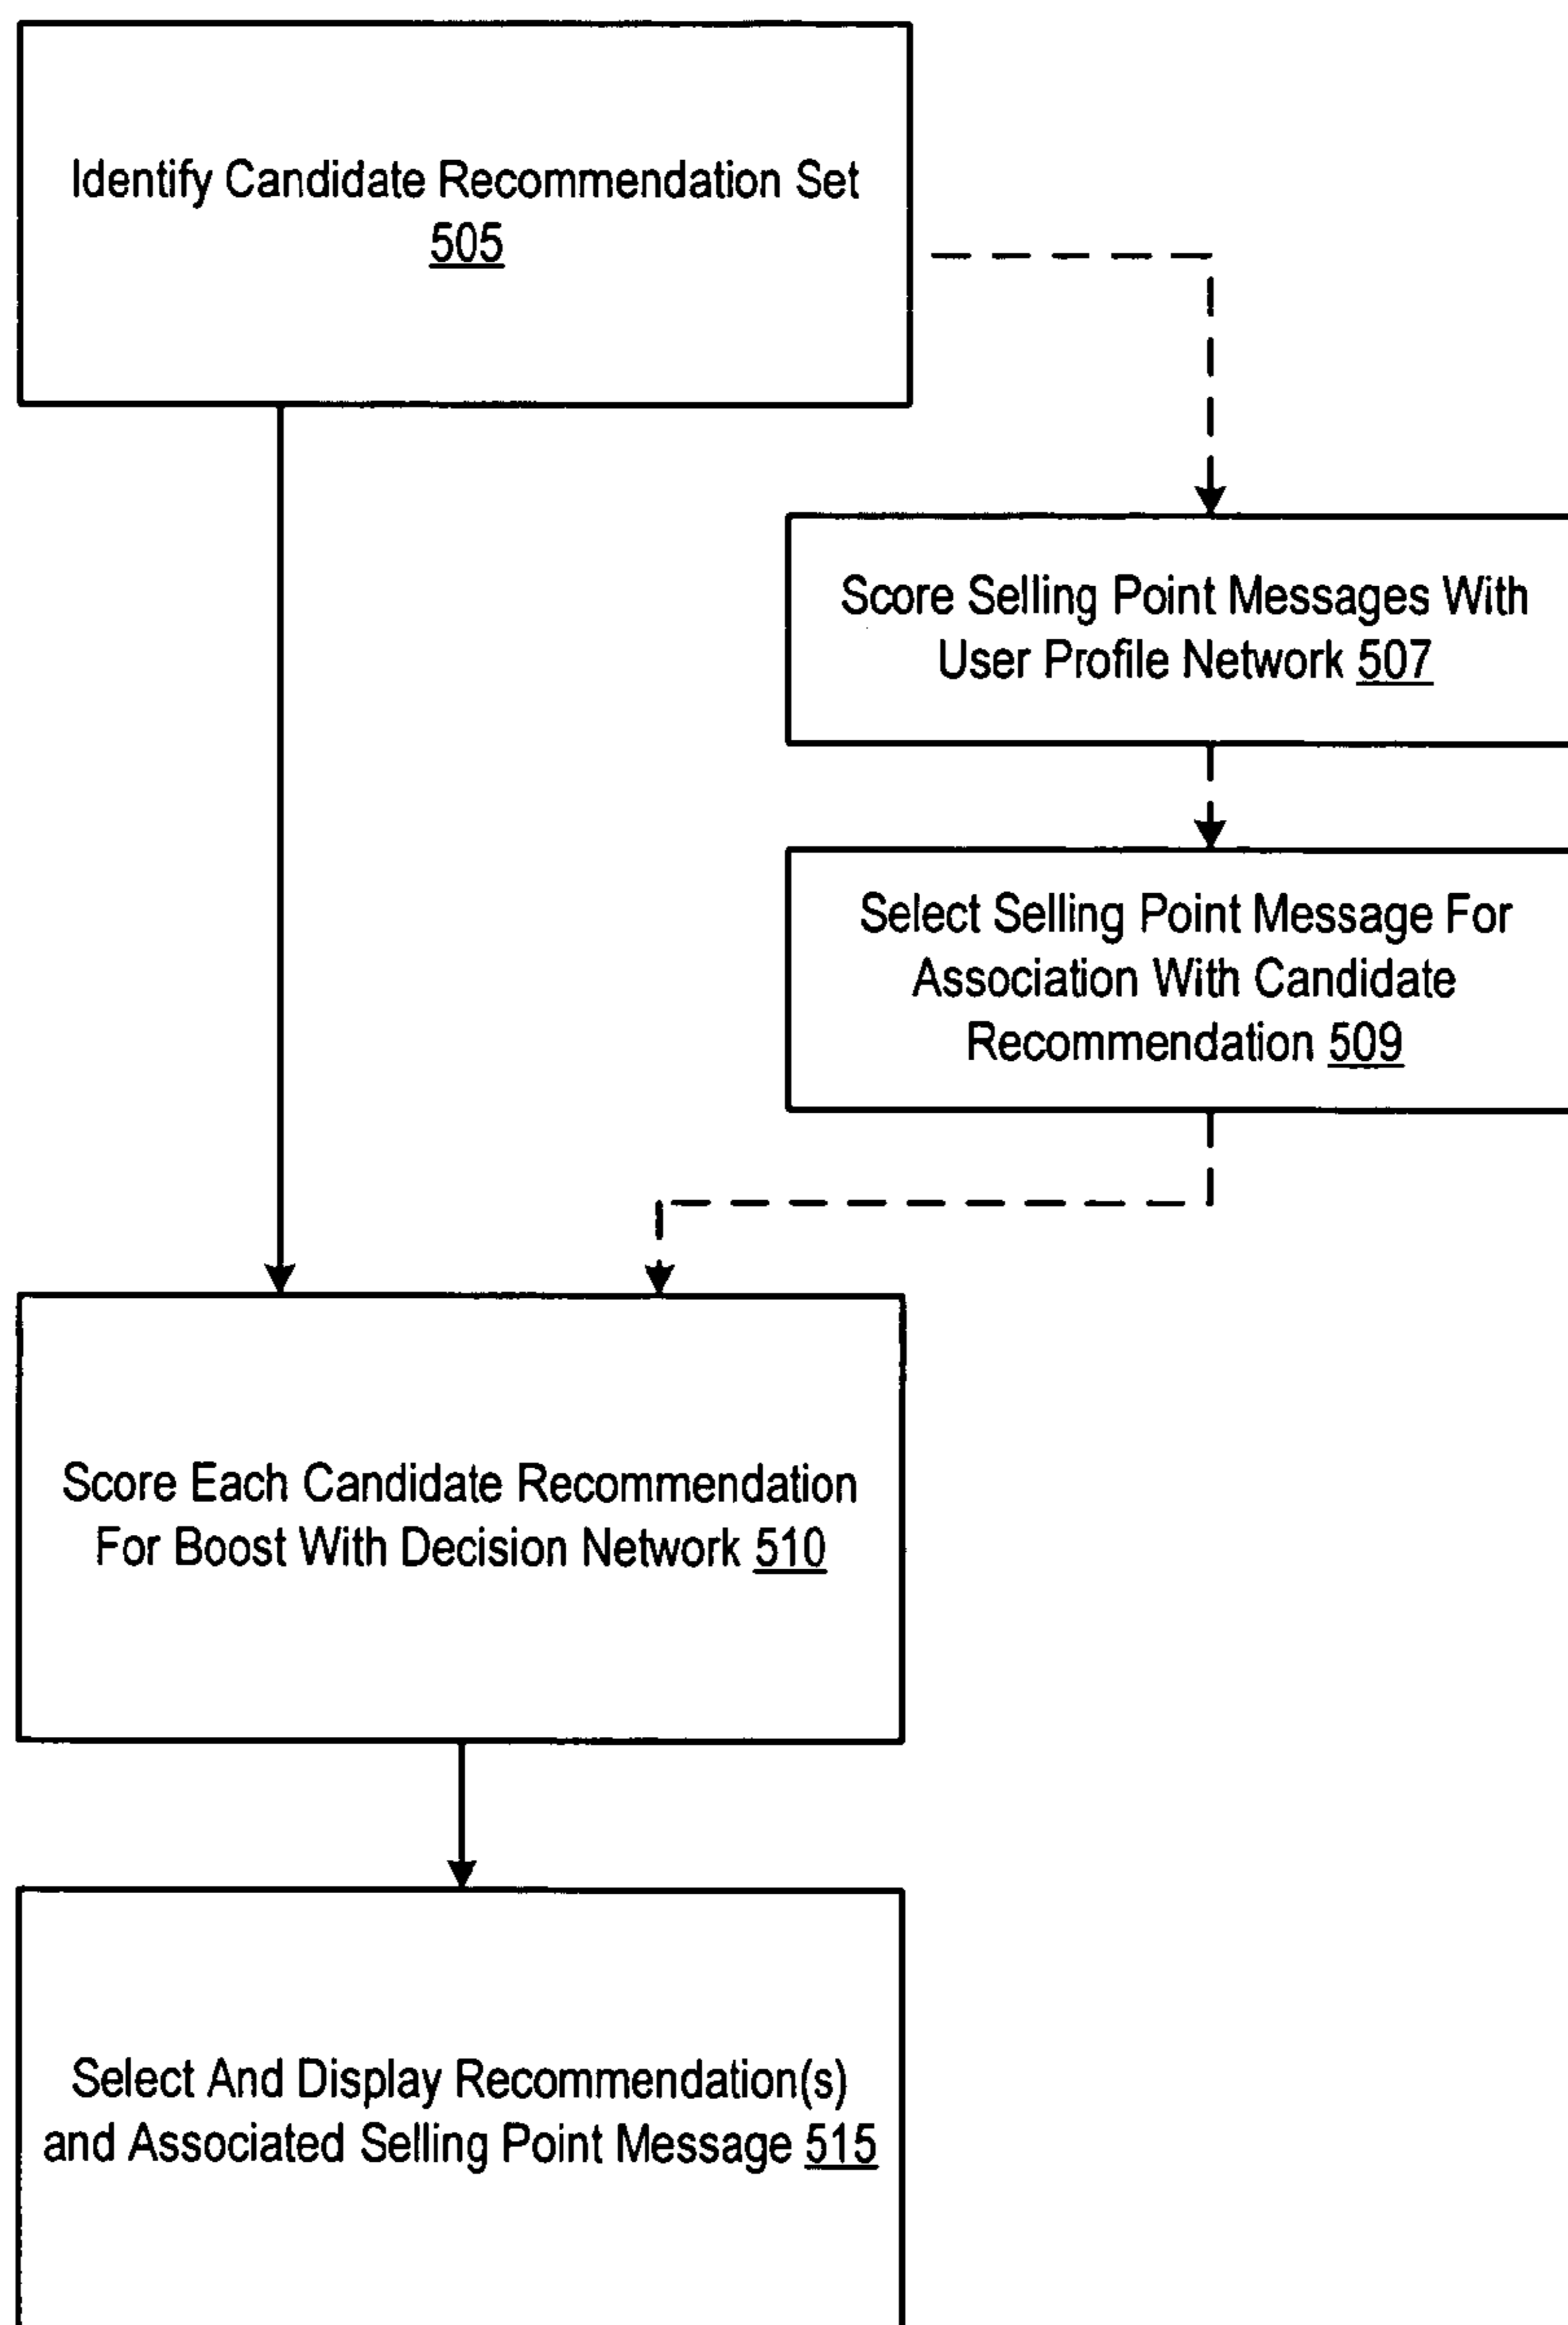 Identify Candidate Recommendation Set
505
Score Selling Point Messages With
User Profile Network 507
Select Selling Point Message For
Association With Candidate
Recommendation 509
Score Each Candidate Recommendation
For Boost With Decision Network 510
Select And Display Recommendation(s)
and Associated Selling Point Message 515